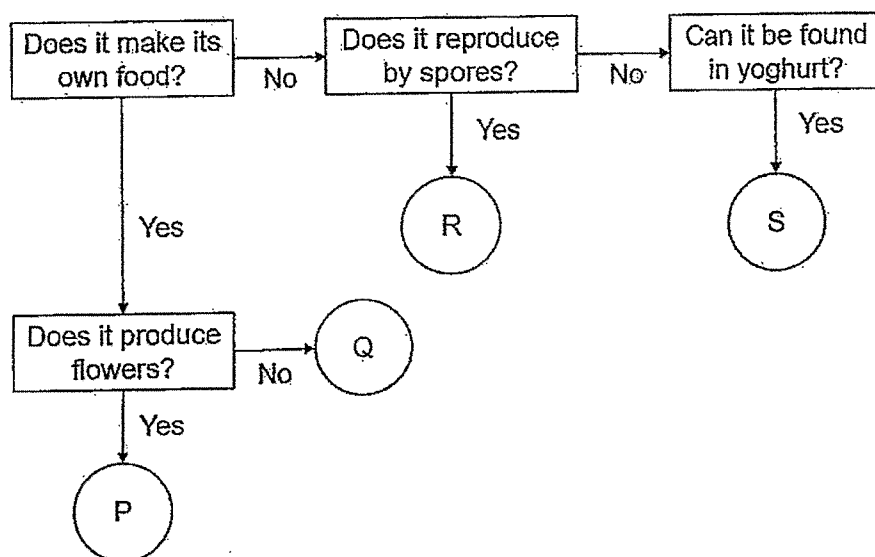 Does it make its
own food?
No
Does it reproduce
by spores?
No
Can it be found
in yoghurt?
Yes
Yes
R
S
Yes
Does it produce
flowers?
No
Q
Yes
P